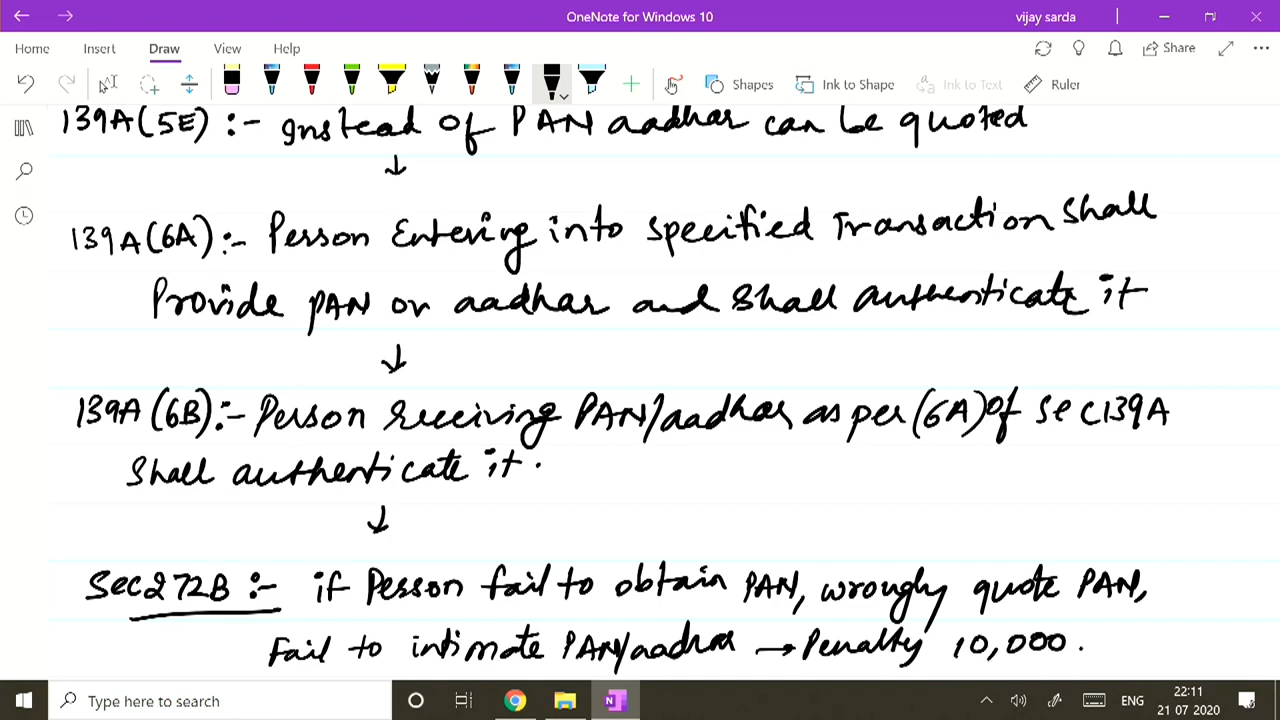 OneNote for Windows 10
vijay sarda
Home Insert Draw View Help
Share
Shapes Ink to Shape Ink to Text Ruler
139A(5E) :- Instead of PAN aadhar can be quoted
139A(6A) :- Person Entering into specified Transaction shall
Provide PAN or aadhar and shall authenticate it
139A(6B) :- Person receiving PAN/aadhar as per (6A) of sec 139A
shall authenticate it.
Sec 272B :- if Person fail to obtain PAN, wrongly quote PAN,
Fail to intimate PAN/aadhar → Penalty 10,000.
Type here to search
ENG
22:11
21 07 2020